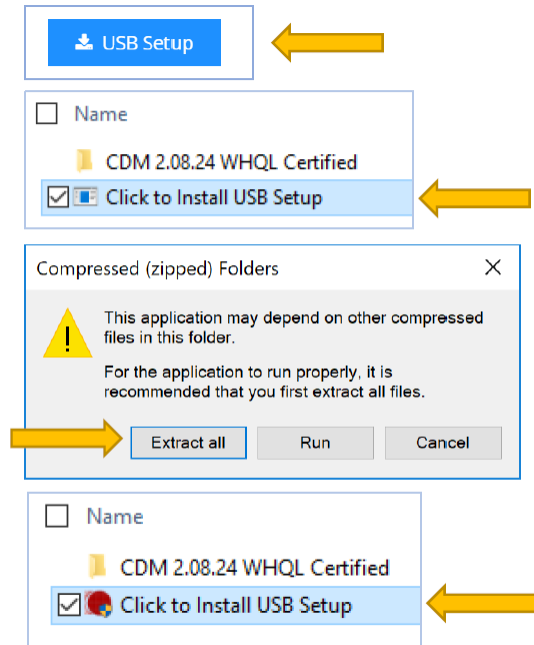 USB Setup
Name
CDM 2.08.24 WHQL Certified
Click to Install USB Setup
Compressed (zipped) Folders
This application may depend on other compressed
files in this folder.
For the application to run properly, it is
recommended that you first extract all files.
Extract all Run Cancel
Name
CDM 2.08.24 WHQL Certified
Click to Install USB Setup